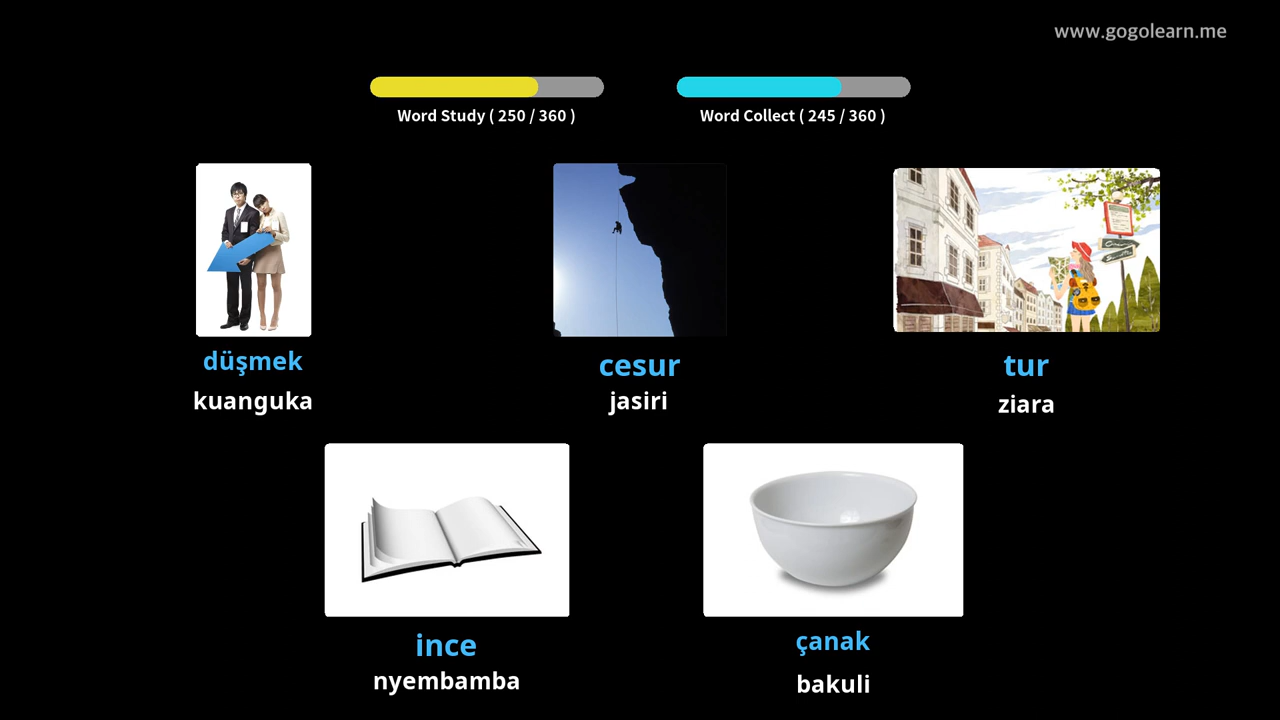 www.gogolearn.me
Word Study ( 250 / 360 )
Word Collect ( 245 / 360 )
düşmek
kuanguka
cesur
jasiri
tur
ziara
ince
nyembamba
çanak
bakuli